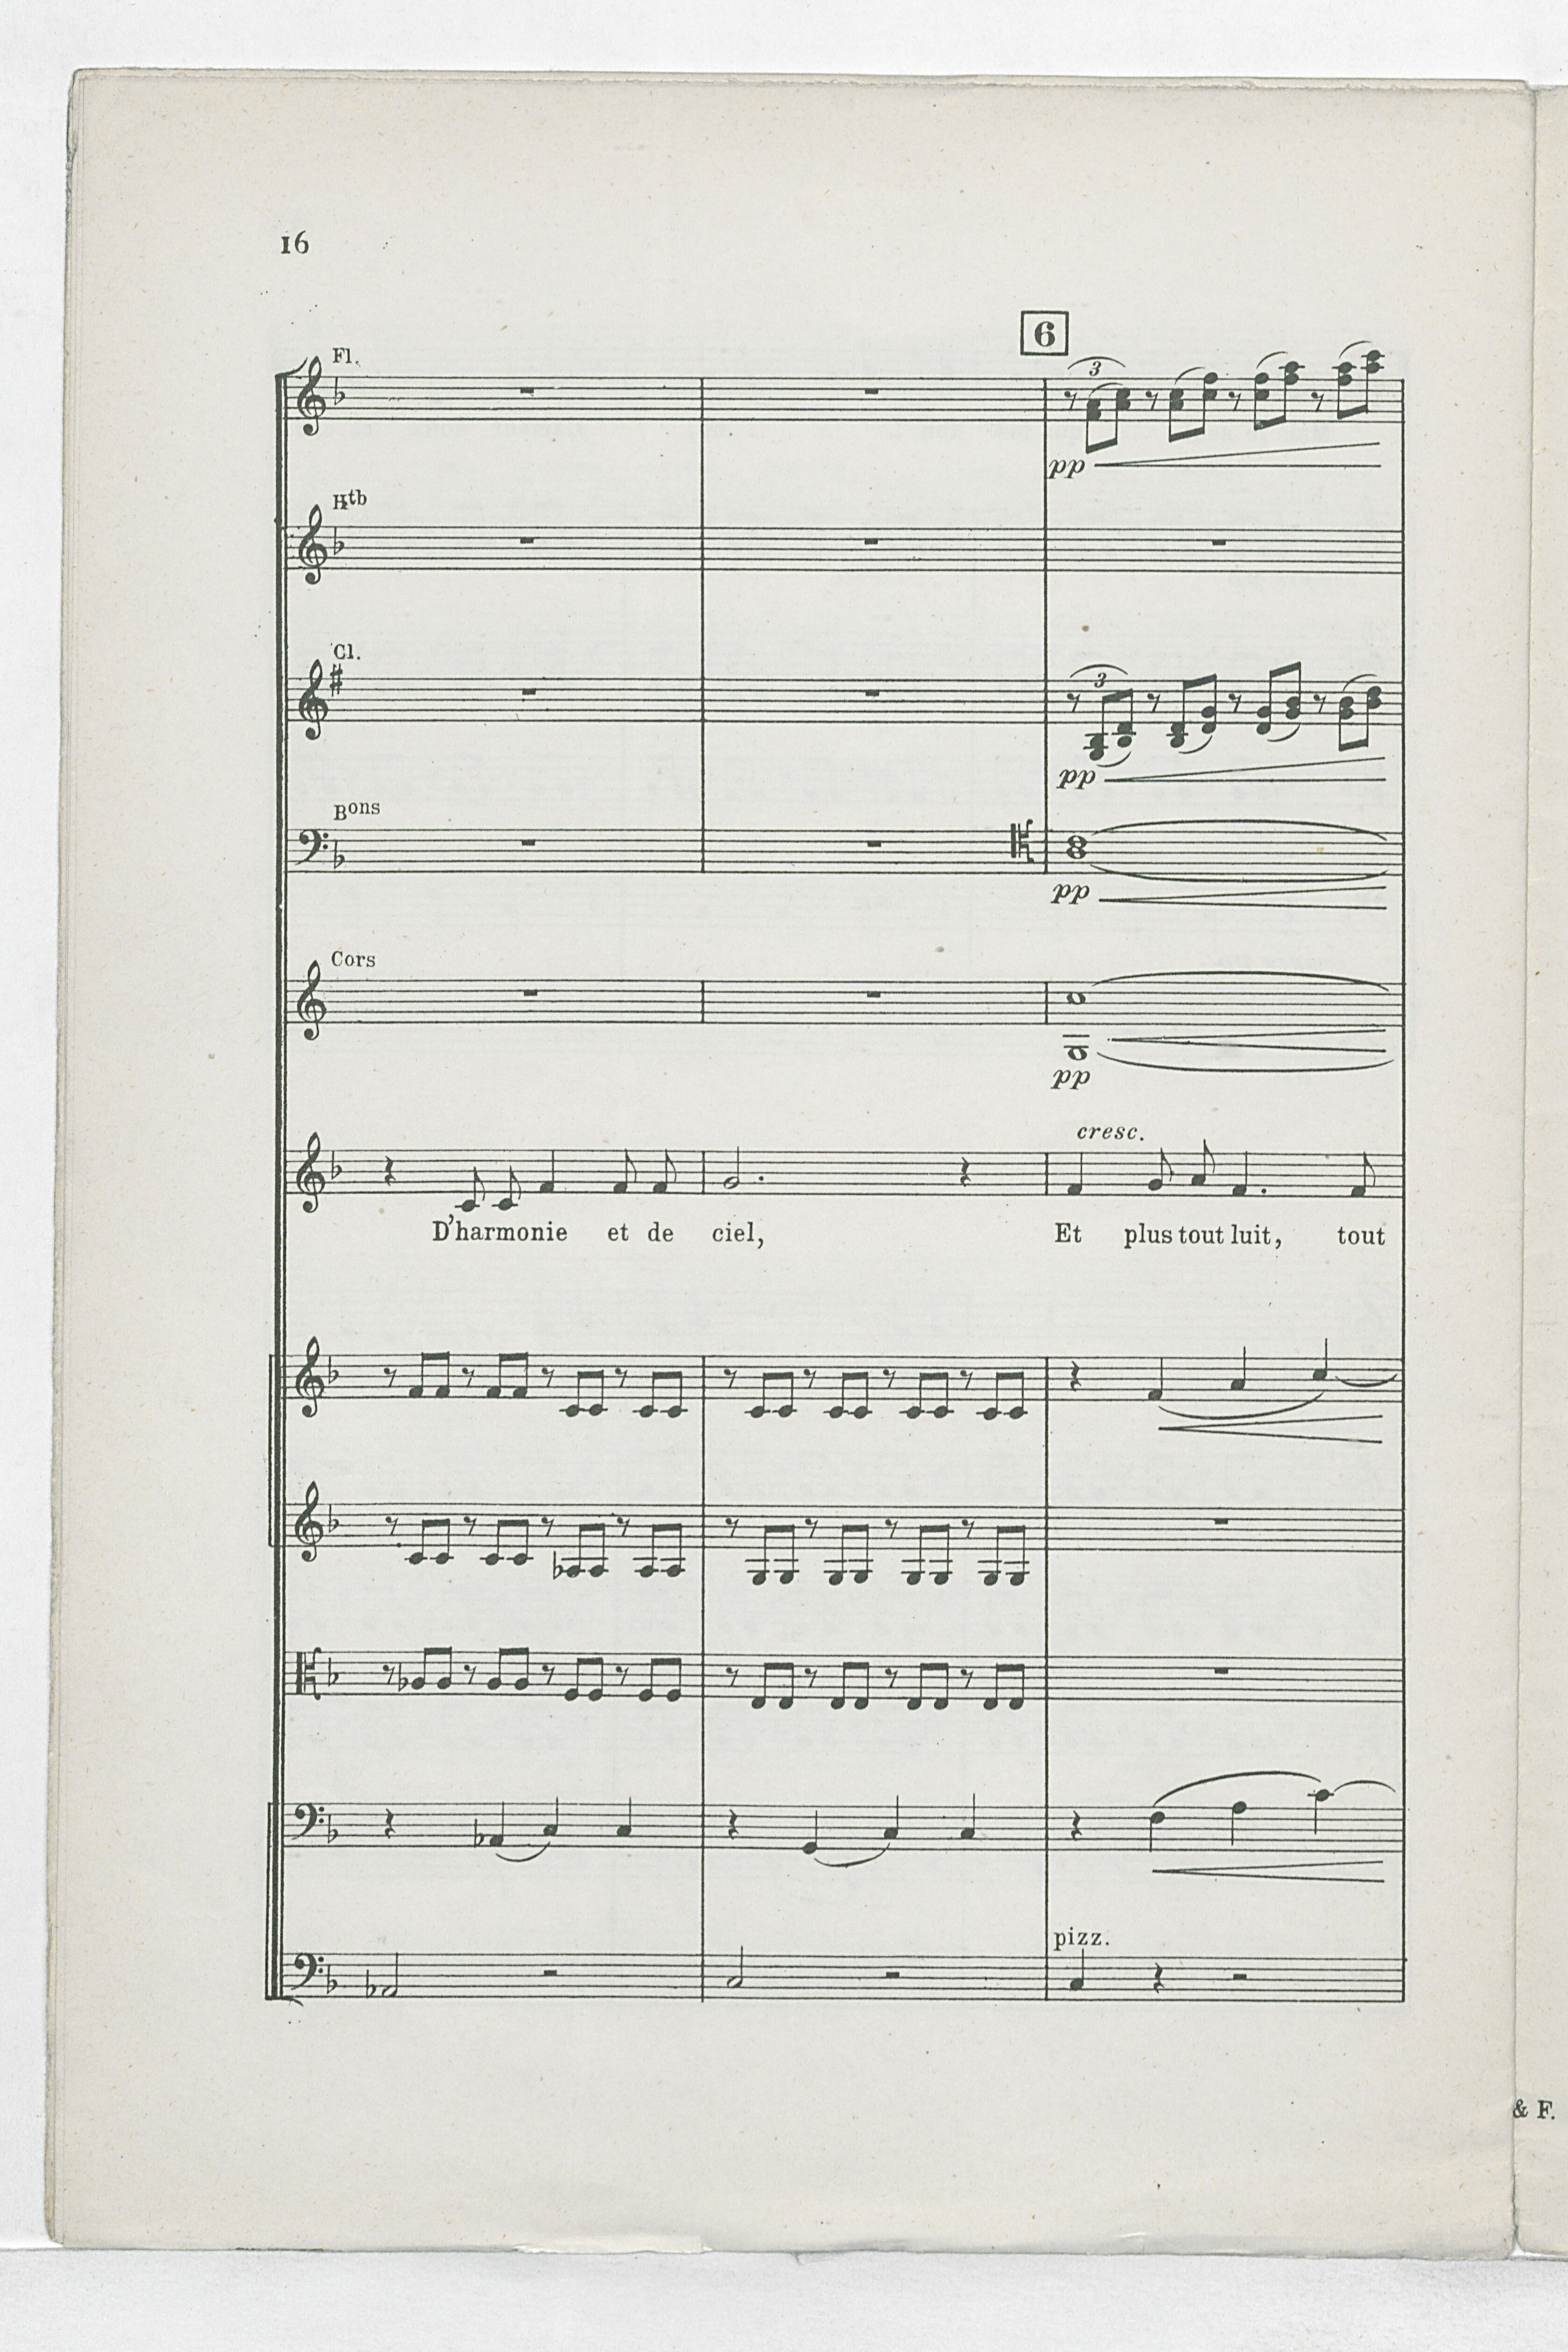 16
6
Fl.
3
pp
Htb
Cl.
3
pp
Bons
pp
Cors
pp
cresc.
D'harmonie et de ciel, Et plus tout luit, tout
pizz.
& F.